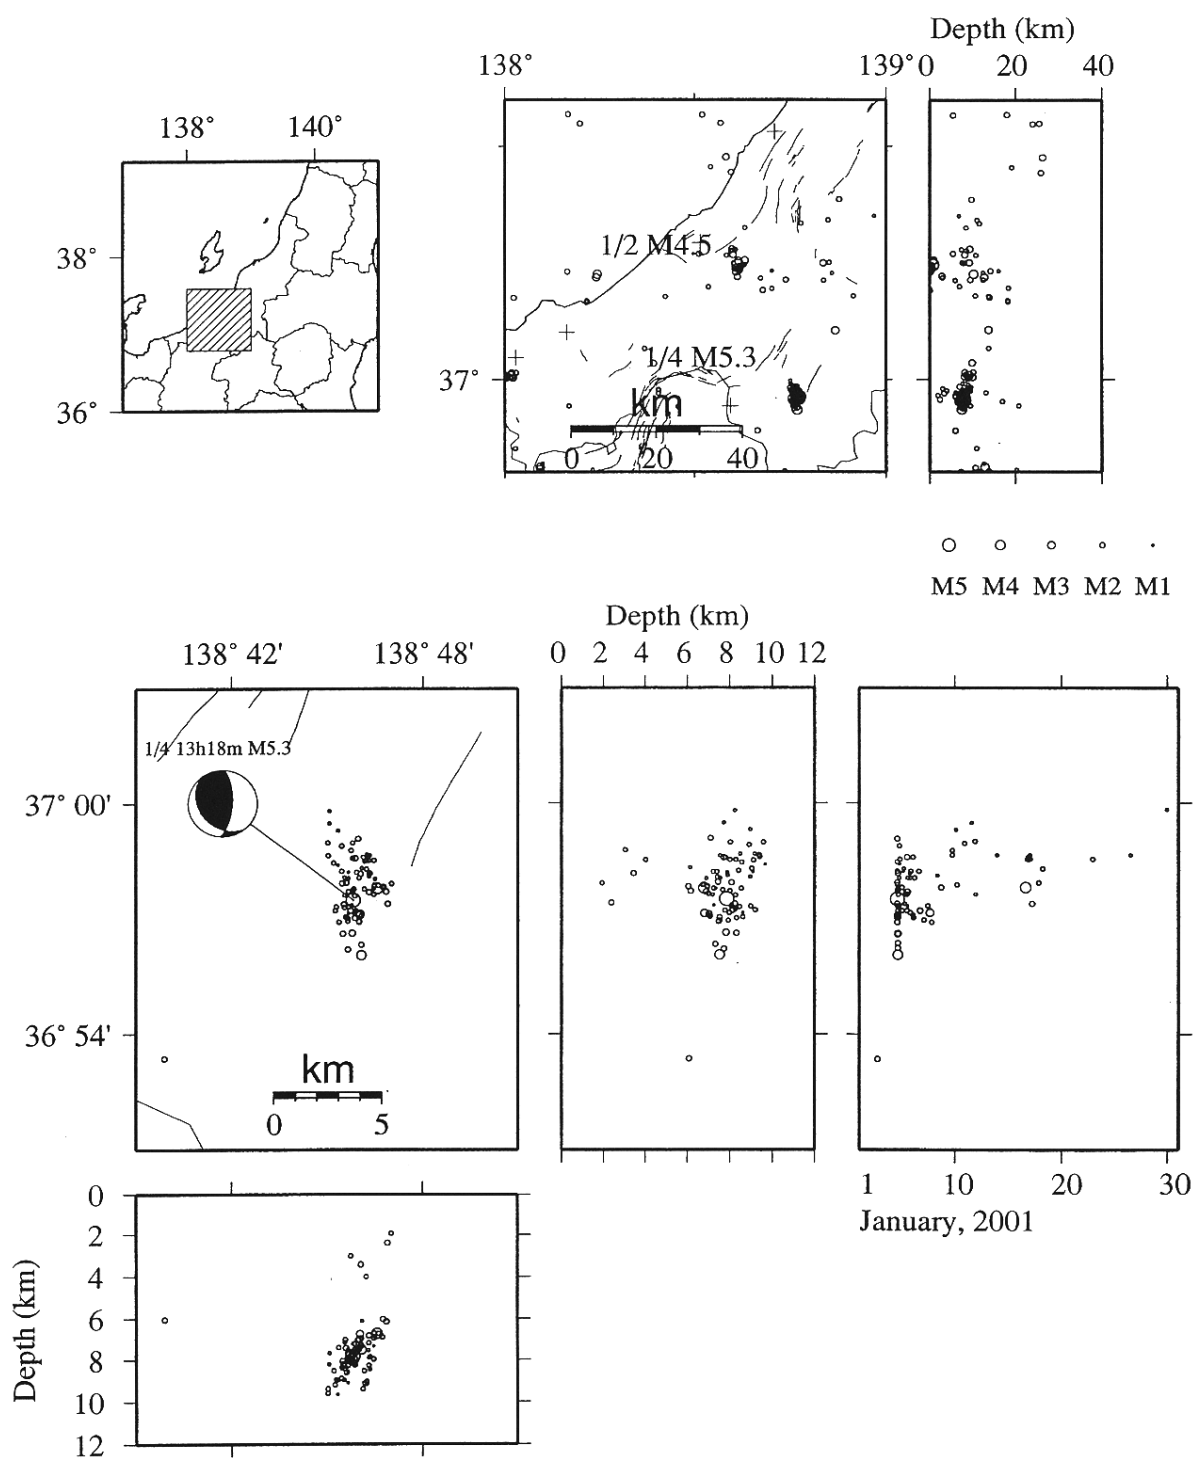 Depth (km)
138° 139° 0 20 40
138° 140°
38°
36°
1/2 M4.5
37°
1/4 M5.3
km
0 20 40
M5 M4 M3 M2 M1
Depth (km)
138° 42' 138° 48' 0 2 4 6 8 10 12
1/4 13h18m M5.3
37° 00'
36° 54'
km
0 5
1 10 20 30
January, 2001
Depth (km)
0
2
4
6
8
10
12